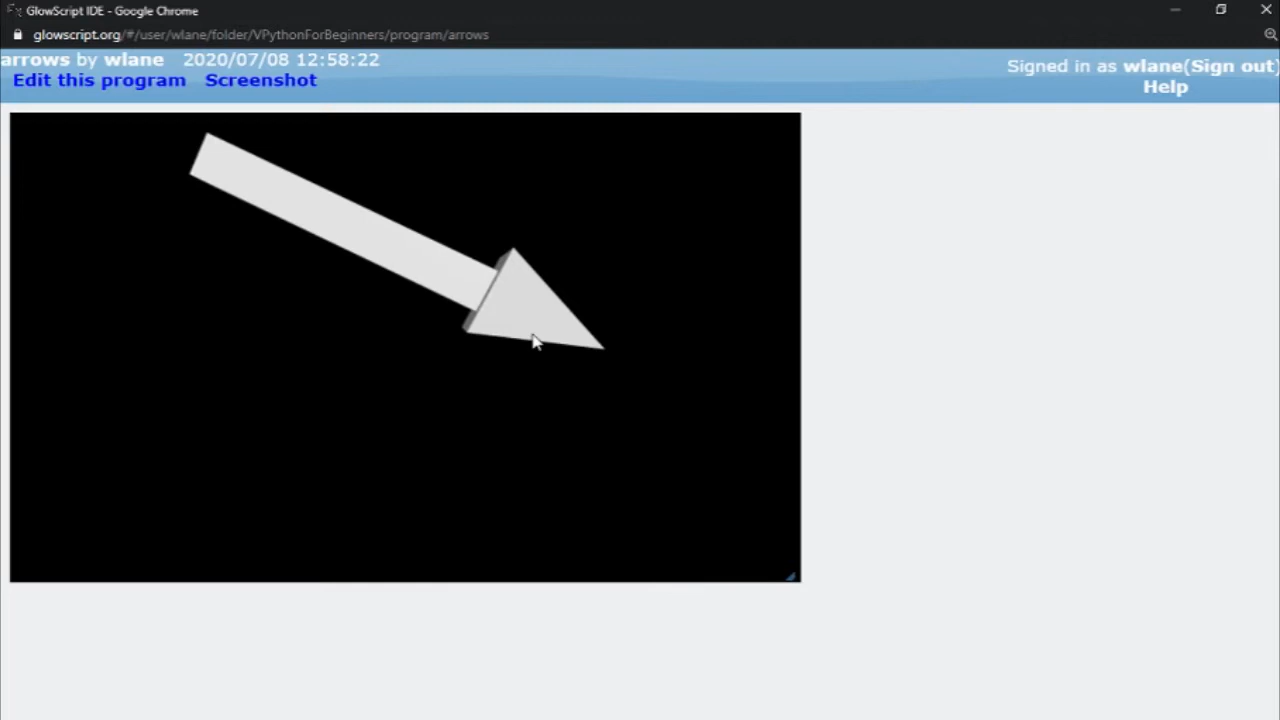 GlowScript IDE - Google Chrome
glowscript.org/#/user/wlane/folder/VPythonForBeginners/program/arrows
arrows by wlane 2020/07/08 12:58:22
Signed in as wlane(Sign out)
Edit this program Screenshot
Help